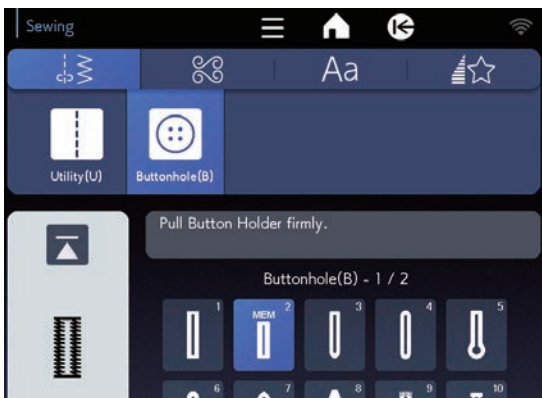 Sewing
Aa
Utility(U)
Buttonhole(B)
Pull Button Holder firmly.
Buttonhole(B) - 1 / 2
1
MEM 2
3
4
5
6
7
8
9
10